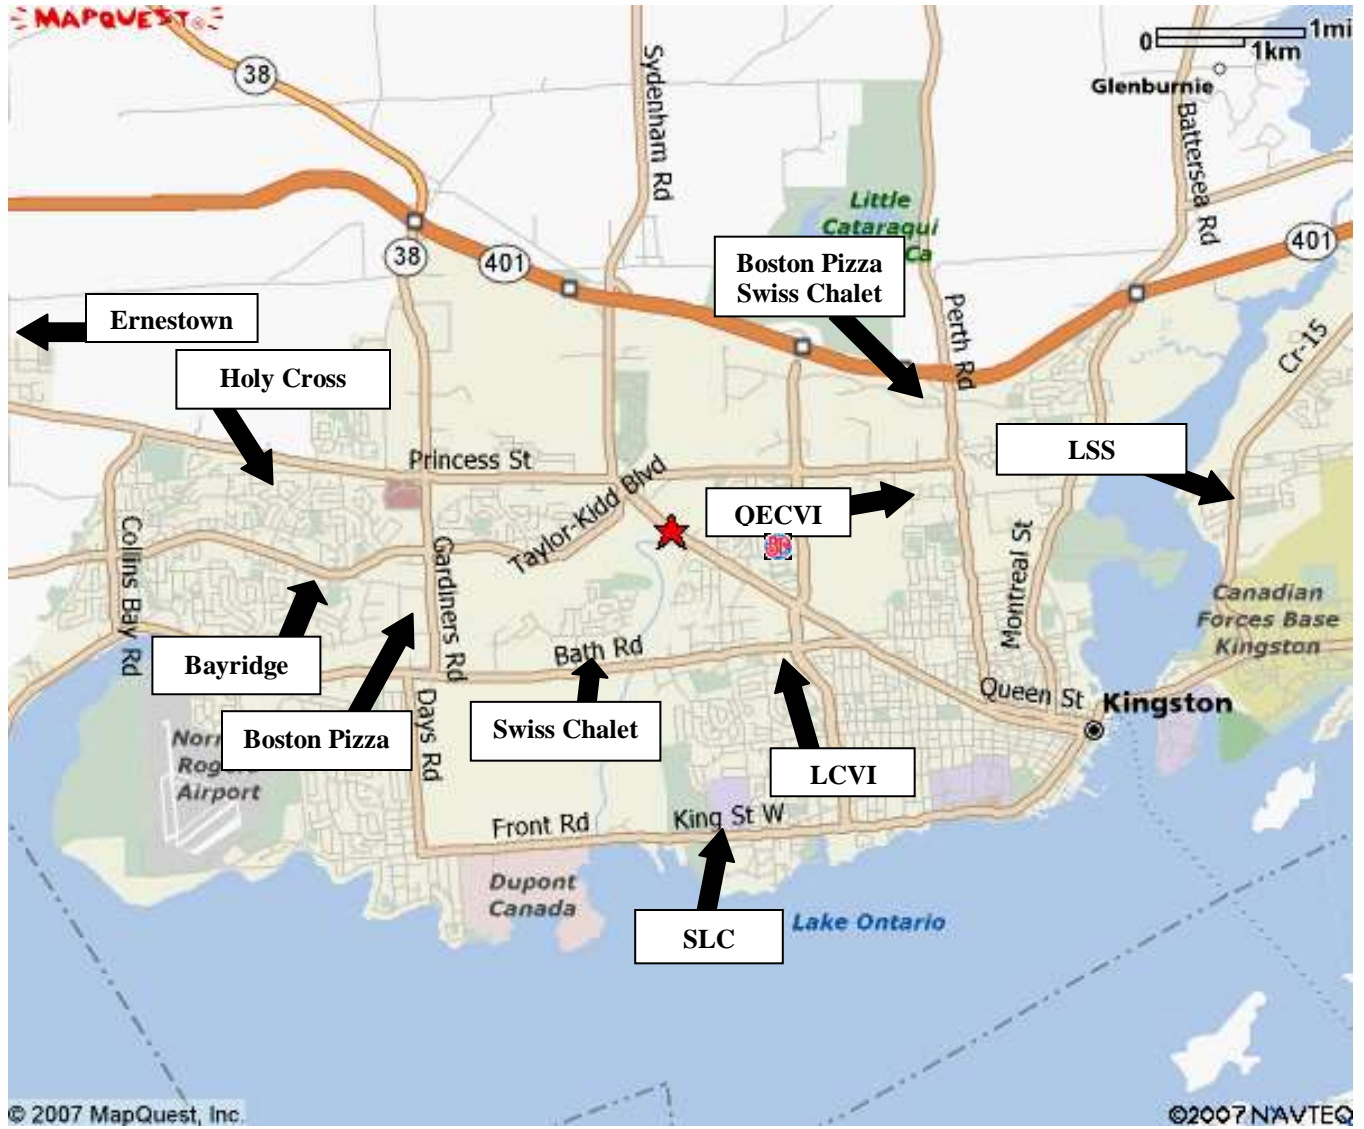 MAPQUEST
0
1mi
1km
Glenburnie
38
Sydenham Rd
Battersea Rd
Little
Cataraqui
Ca
401
38
401
Boston Pizza
Swiss Chalet
Ernestown
Perth Rd
Cr-15
Holy Cross
LSS
Princess St
Taylor-Kidd Blvd
QECVI
Collins Bay Rd
Gardiners Rd
Montreal St
Canadian
Forces Base
Kingston
Bayridge
Bath Rd
Queen St
Kingston
Boston Pizza
Swiss Chalet
Days Rd
Norm
Rogers
Airport
LCVI
Front Rd
King St W
Dupont
Canada
SLC
Lake Ontario
© 2007 MapQuest, Inc.
©2007 NAVTEQ